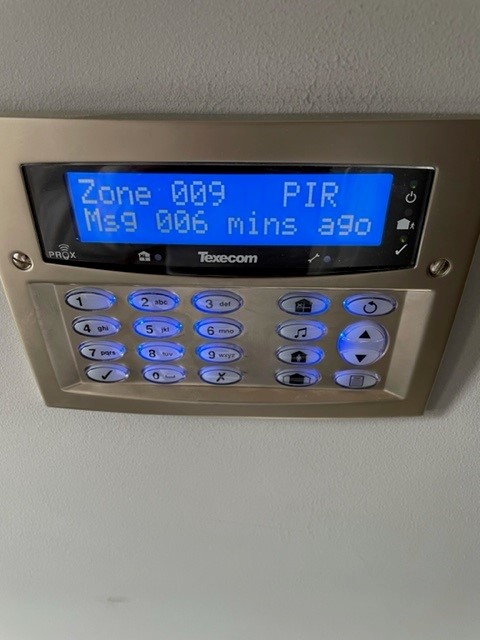 Zone 009 PIR
Msg 006 mins ago
PROX
Texecom
1
2 abc
3 def
4 ghi
5 jkl
6 mno
7 pqrs
8 tuv
9 wxyz
0